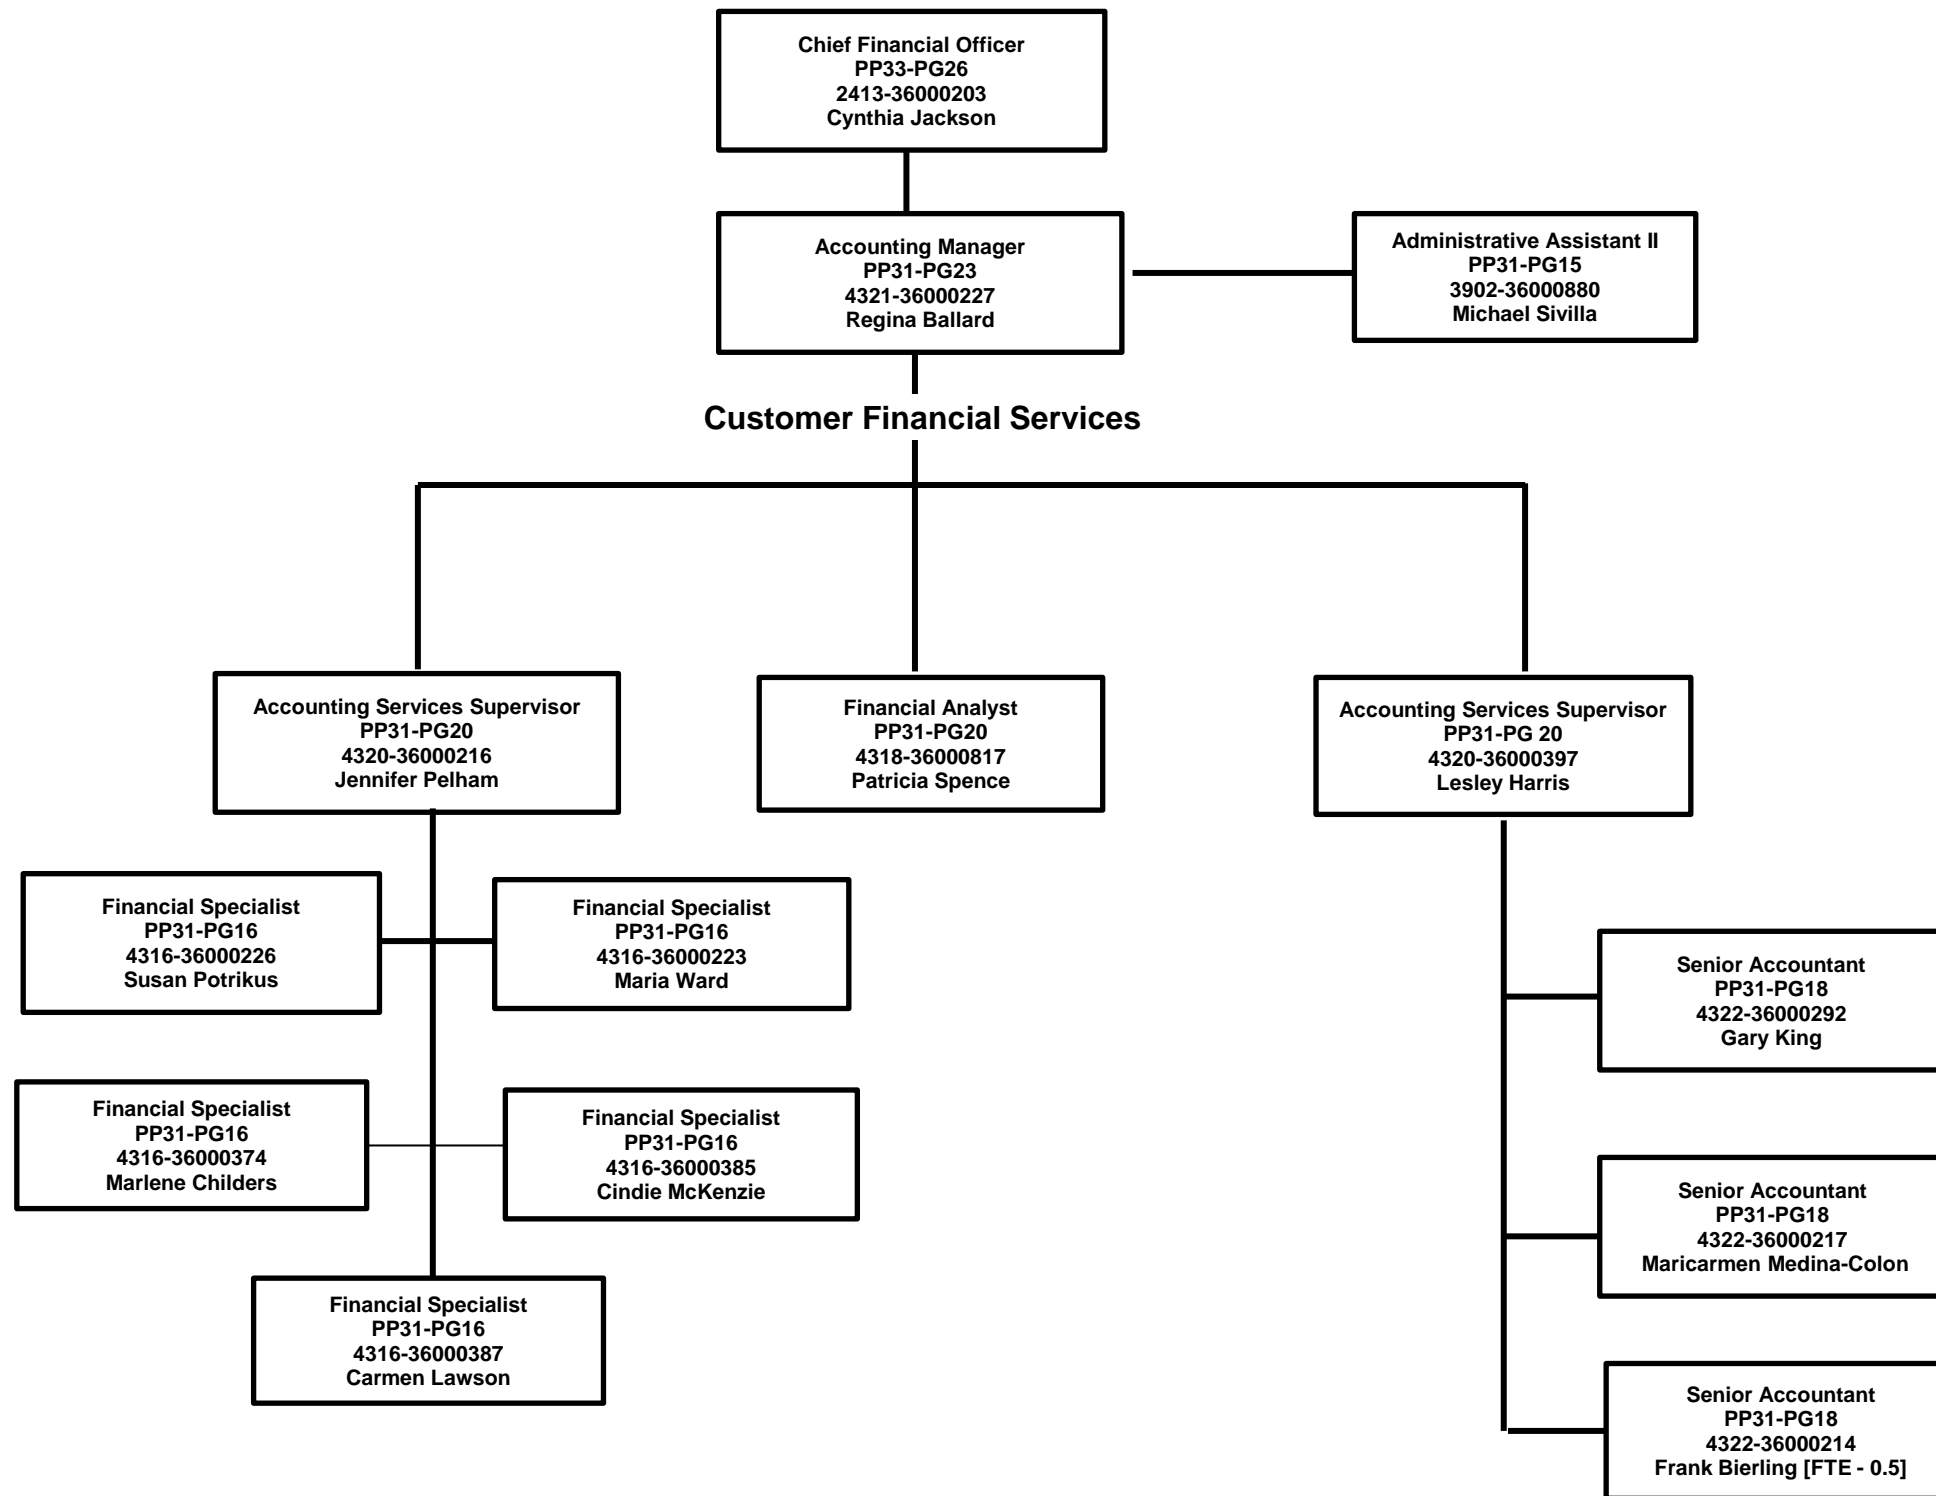 Chief Financial Officer
PP33-PG26
2413-36000203
Cynthia Jackson
Accounting Manager
PP31-PG23
4321-36000227
Regina Ballard
Administrative Assistant II
PP31-PG15
3902-36000880
Michael Sivilla
Customer Financial Services
Accounting Services Supervisor
PP31-PG20
4320-36000216
Jennifer Pelham
Financial Analyst
PP31-PG20
4318-36000817
Patricia Spence
Accounting Services Supervisor
PP31-PG 20
4320-36000397
Lesley Harris
Financial Specialist
PP31-PG16
4316-36000226
Susan Potrikus
Financial Specialist
PP31-PG16
4316-36000223
Maria Ward
Senior Accountant
PP31-PG18
4322-36000292
Gary King
Financial Specialist
PP31-PG16
4316-36000374
Marlene Childers
Financial Specialist
PP31-PG16
4316-36000385
Cindie McKenzie
Senior Accountant
PP31-PG18
4322-36000217
Maricarmen Medina-Colon
Financial Specialist
PP31-PG16
4316-36000387
Carmen Lawson
Senior Accountant
PP31-PG18
4322-36000214
Frank Bierling [FTE - 0.5]